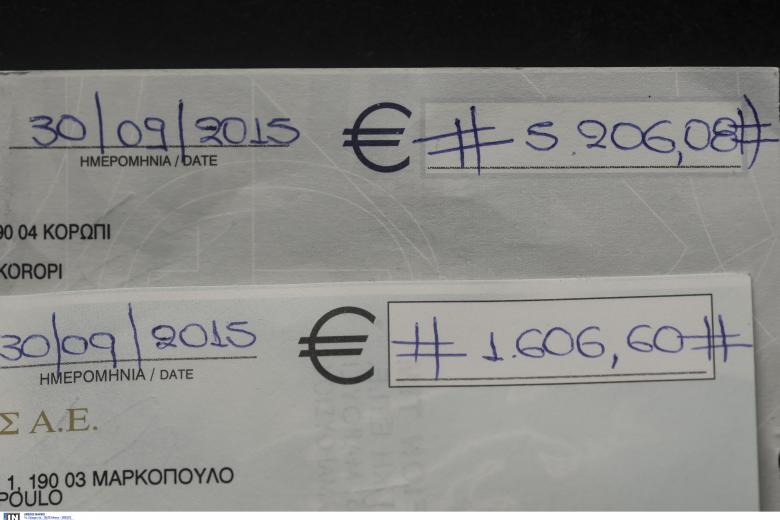 30/09/2015 € # 5.206,08 #
ΗΜΕΡΟΜΗΝΙΑ / DATE
90 04 ΚΟΡΩΠΙ
KOROPI
30/09/2015 € # 1.606,60 #
ΗΜΕΡΟΜΗΝΙΑ / DATE
Σ Α.Ε.
1, 190 03 ΜΑΡΚΟΠΟΥΛΟ
POULO